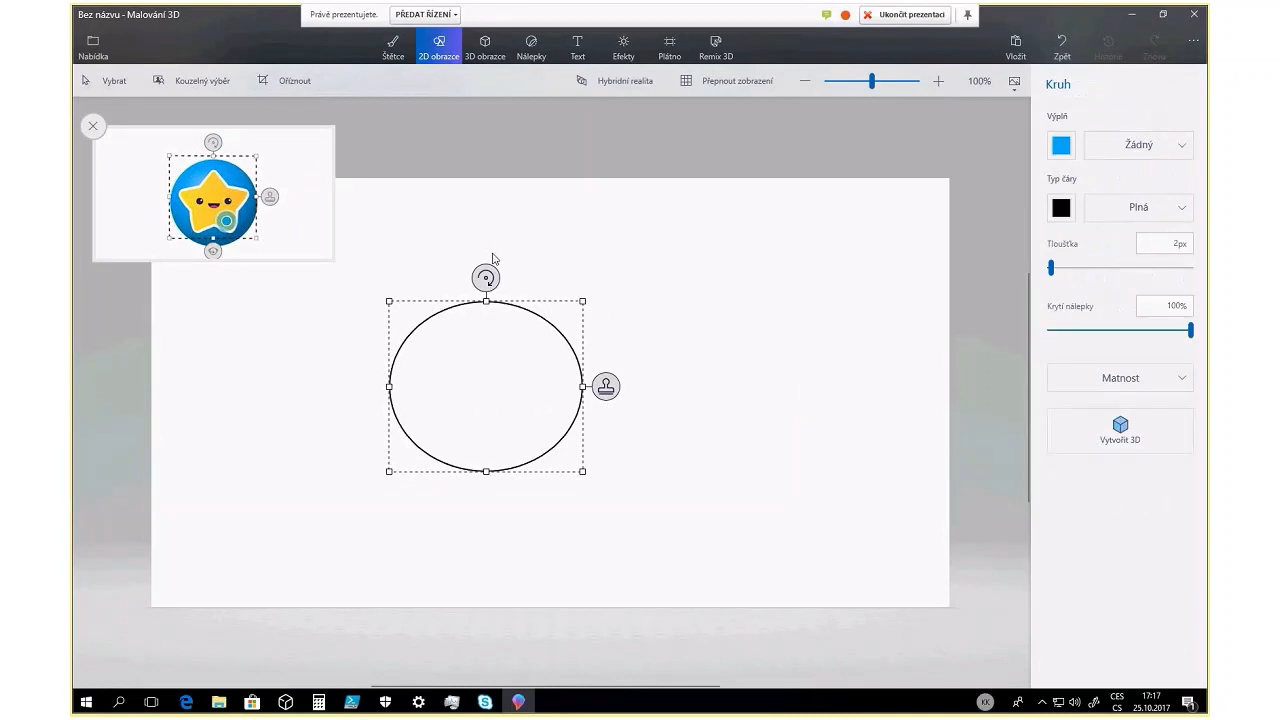 Bez názvu - Malování 3D
Právě prezentujete.
PŘEDAT ŘÍZENÍ
Ukončit prezentaci
Nabídka
Štětce
2D obrazce
3D obrazce
Nálepky
Text
Efekty
Plátno
Remix 3D
Vložit
Zpět
Historie
Znovu
Vybrat
Kouzelný výběr
Oříznout
Hybridní realita
Přepnout zobrazení
100%
Kruh
Výplň
Žádný
Typ čáry
Plná
Tloušťka
2px
Krytí nálepky
100%
Matnost
Vytvořit 3D
KK
CES
CS
17:17
25.10.2017
1